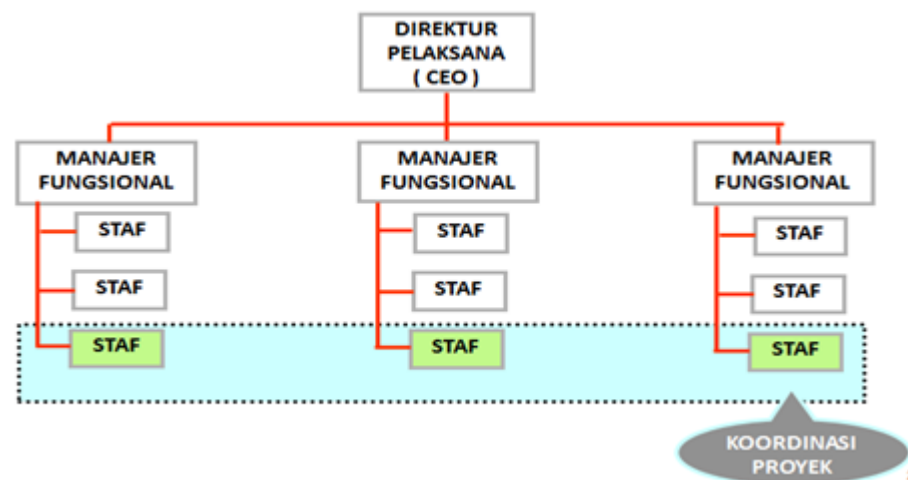 DIREKTUR
PELAKSANA
( CEO )
MANAJER
FUNGSIONAL
MANAJER
FUNGSIONAL
MANAJER
FUNGSIONAL
STAF
STAF
STAF
STAF
STAF
STAF
STAF
STAF
STAF
KOORDINASI
PROYEK